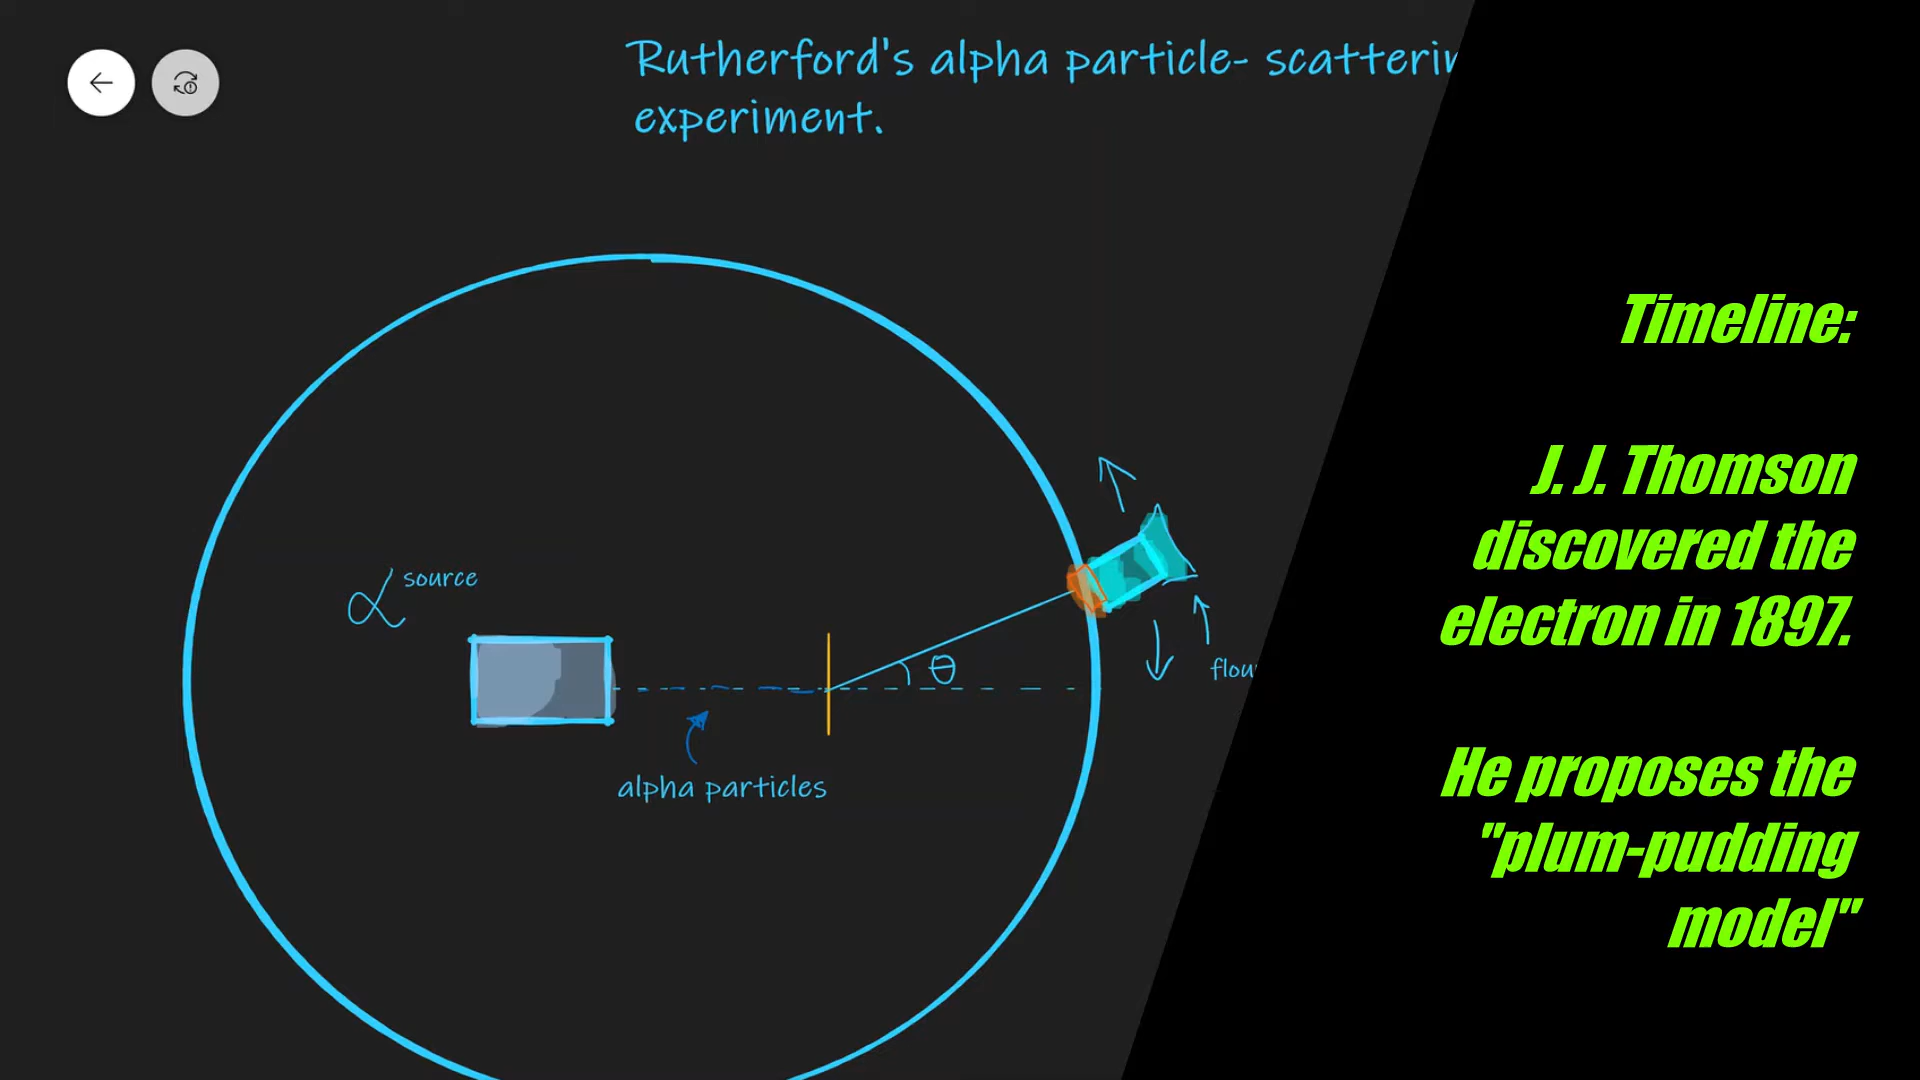 Rutherford's alpha particle- scatterin
experiment.
α source
θ
flou
alpha particles
Timeline:
J. J. Thomson
discovered the
electron in 1897.
He proposes the
"plum-pudding
model"